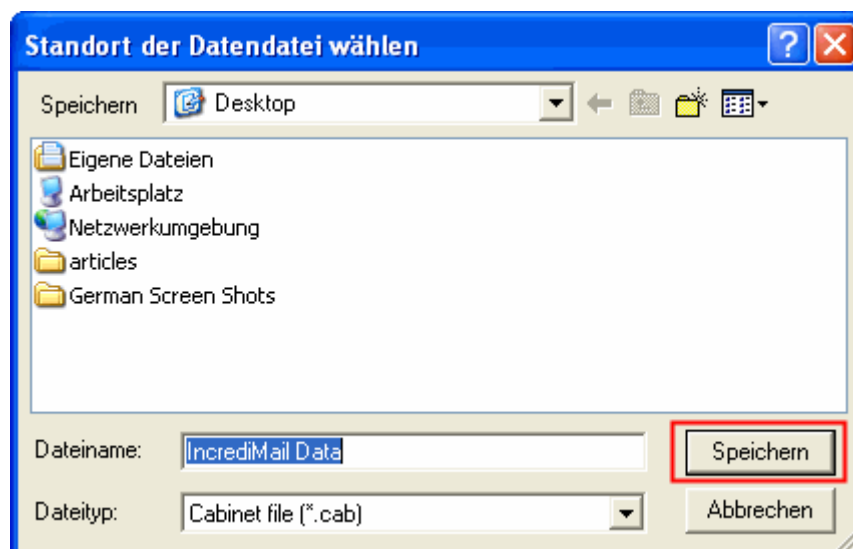 Standort der Datendatei wählen
Speichern Desktop
Eigene Dateien
Arbeitsplatz
Netzwerkumgebung
articles
German Screen Shots
Dateiname: IncrediMail Data Speichern
Dateityp: Cabinet file (*.cab) Abbrechen